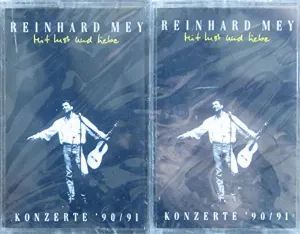 REINHARD MEY
Mit Lust und Liebe
KONZERTE '90/91
REINHARD MEY
Mit Lust und Liebe
KONZERTE '90/91